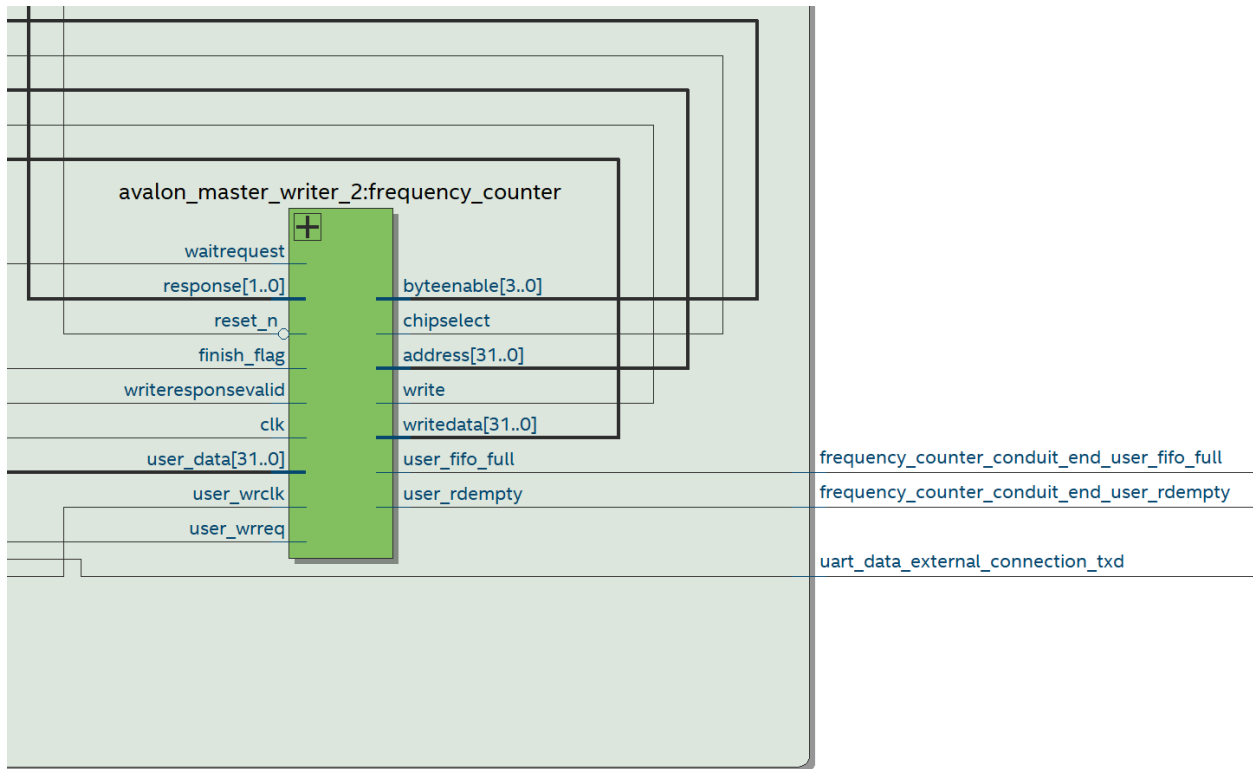 avalon_master_writer_2:frequency_counter
waitrequest
response[1..0]
byteenable[3..0]
reset_n
chipselect
finish_flag
address[31..0]
writeresponsevalid
write
clk
writedata[31..0]
user_data[31..0]
user_fifo_full
frequency_counter_conduit_end_user_fifo_full
user_wrclk
user_rdempty
frequency_counter_conduit_end_user_rdempty
user_wrreq
uart_data_external_connection_txd